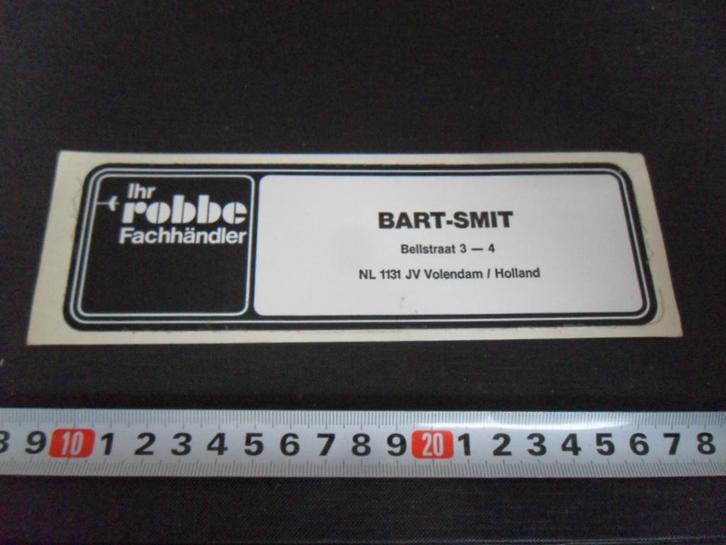 Ihr
robbe
Fachhändler
BART-SMIT
Bellstraat 3 — 4
NL 1131 JV Volendam / Holland
8 9 10 1 2 3 4 5 6 7 8 9 20 1 2 3 4 5 6 7 8